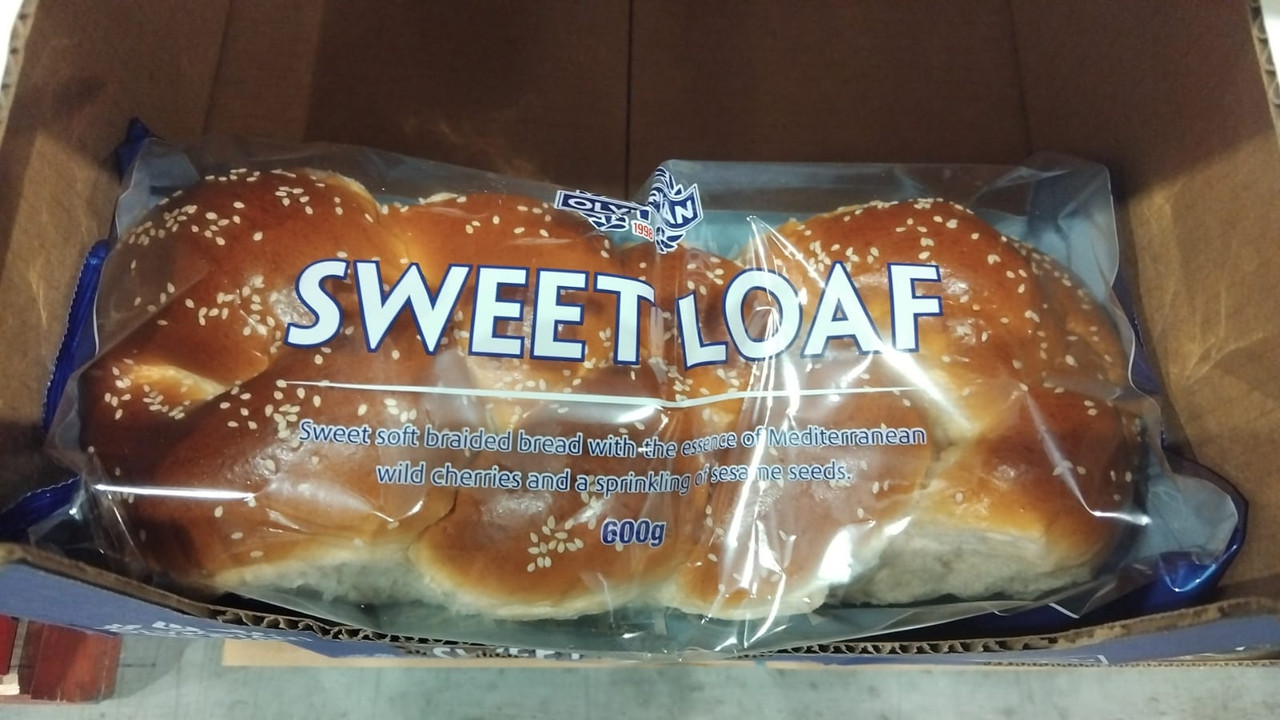 1998
SWEET LOAF
Sweet soft braided bread with the essence of Mediterranean
wild cherries and a sprinkling of sesame seeds.
600g
SWEET